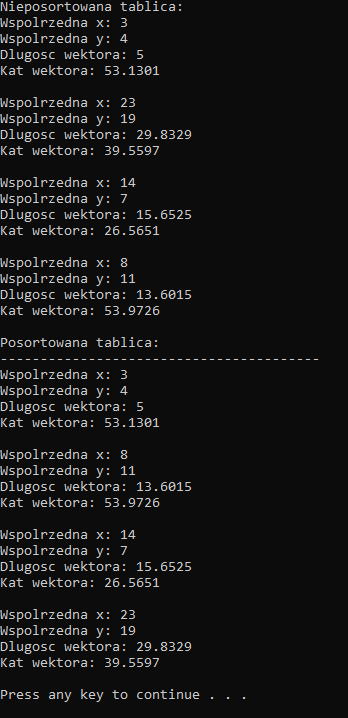 Nieposortowana tablica:
Wspolrzedna x: 3
Wspolrzedna y: 4
Dlugosc wektora: 5
Kat wektora: 53.1301
Wspolrzedna x: 23
Wspolrzedna y: 19
Dlugosc wektora: 29.8329
Kat wektora: 39.5597
Wspolrzedna x: 14
Wspolrzedna y: 7
Dlugosc wektora: 15.6525
Kat wektora: 26.5651
Wspolrzedna x: 8
Wspolrzedna y: 11
Dlugosc wektora: 13.6015
Kat wektora: 53.9726
Posortowana tablica:
----------------------------------------
Wspolrzedna x: 3
Wspolrzedna y: 4
Dlugosc wektora: 5
Kat wektora: 53.1301
Wspolrzedna x: 8
Wspolrzedna y: 11
Dlugosc wektora: 13.6015
Kat wektora: 53.9726
Wspolrzedna x: 14
Wspolrzedna y: 7
Dlugosc wektora: 15.6525
Kat wektora: 26.5651
Wspolrzedna x: 23
Wspolrzedna y: 19
Dlugosc wektora: 29.8329
Kat wektora: 39.5597
Press any key to continue . . .